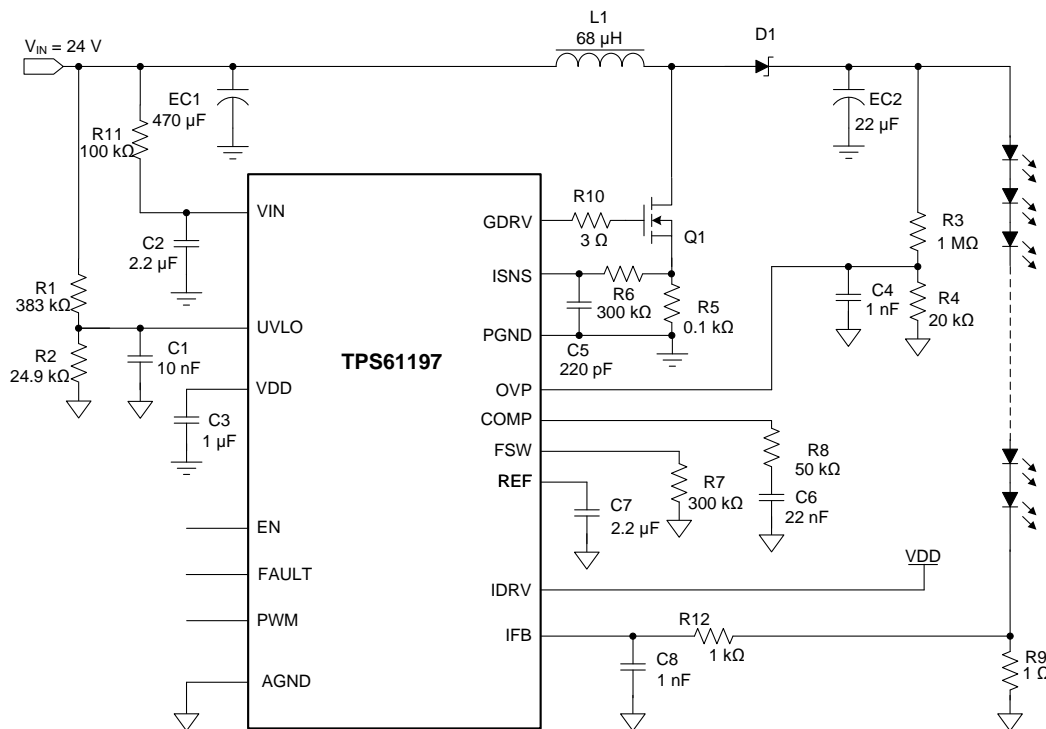 L1
68 µH
D1
VIN = 24 V
EC1
470 µF
EC2
22 µF
R11
100 kΩ
VIN
C2
2.2 µF
R10
3 Ω
GDRV
Q1
R3
1 MΩ
ISNS
R6
300 kΩ
R5
0.1 kΩ
C4
1 nF
R4
20 kΩ
R1
383 kΩ
UVLO
PGND
C5
220 pF
TPS61197
R2
24.9 kΩ
C1
10 nF
VDD
OVP
C3
1 µF
COMP
FSW
REF
R8
50 kΩ
R7
300 kΩ
C6
22 nF
C7
2.2 µF
EN
FAULT
VDD
IDRV
PWM
IFB
R12
1 kΩ
C8
1 nF
R9
1 Ω
AGND